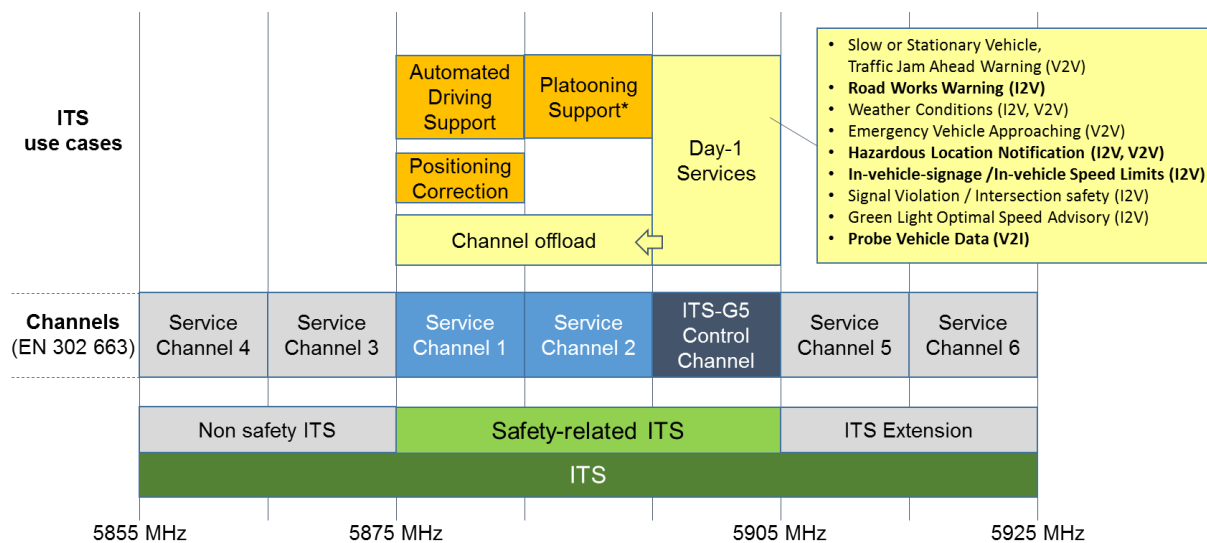 ITS
use cases
Automated
Driving
Support
Platooning
Support*
Positioning
Correction
Channel offload
Day-1
Services
• Slow or Stationary Vehicle,
Traffic Jam Ahead Warning (V2V)
• Road Works Warning (I2V)
• Weather Conditions (I2V, V2V)
• Emergency Vehicle Approaching (V2V)
• Hazardous Location Notification (I2V, V2V)
• In-vehicle-signage /In-vehicle Speed Limits (I2V)
• Signal Violation / Intersection safety (I2V)
• Green Light Optimal Speed Advisory (I2V)
• Probe Vehicle Data (V2I)
Channels
(EN 302 663)
Service
Channel 4
Service
Channel 3
Service
Channel 1
Service
Channel 2
ITS-G5
Control
Channel
Service
Channel 5
Service
Channel 6
Non safety ITS
Safety-related ITS
ITS Extension
ITS
5855 MHz
5875 MHz
5905 MHz
5925 MHz